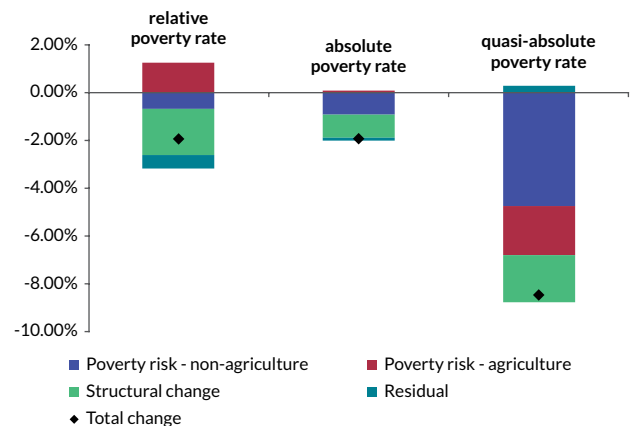 relative
poverty rate
absolute
poverty rate
quasi-absolute
poverty rate
2.00%
0.00%
-2.00%
-4.00%
-6.00%
-8.00%
-10.00%
Poverty risk - non-agriculture
Poverty risk - agriculture
Structural change
Residual
Total change